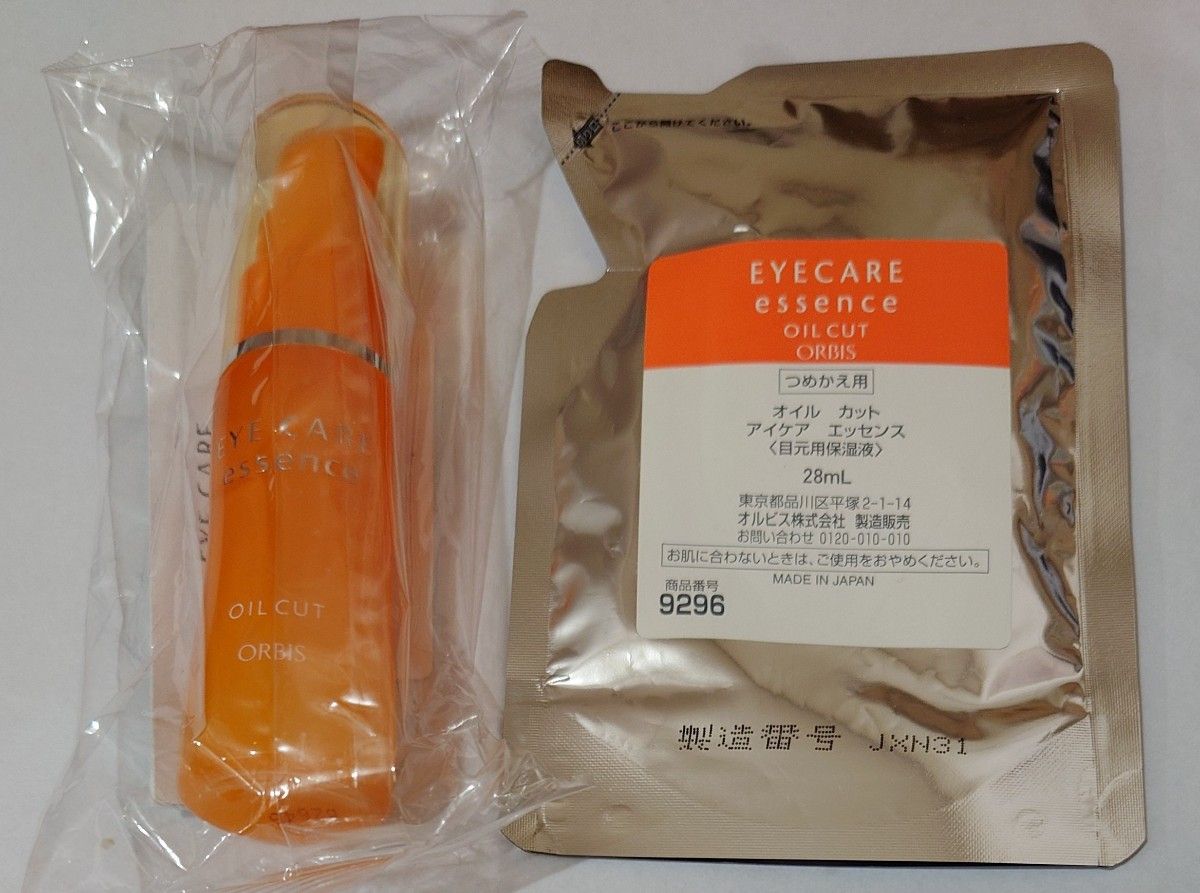 EYE CARE
EYE CARE
essence
OIL CUT
ORBIS
ここから開けてください。
EYECARE
essence
OIL CUT
ORBIS
つめかえ用
オイル カット
アイケア エッセンス
〈目元用保湿液〉
28mL
東京都品川区平塚2-1-14
オルビス株式会社 製造販売
お問い合わせ 0120-010-010
お肌に合わないときは、ご使用をおやめください。
MADE IN JAPAN
商品番号
9296
製造番号 JXN31